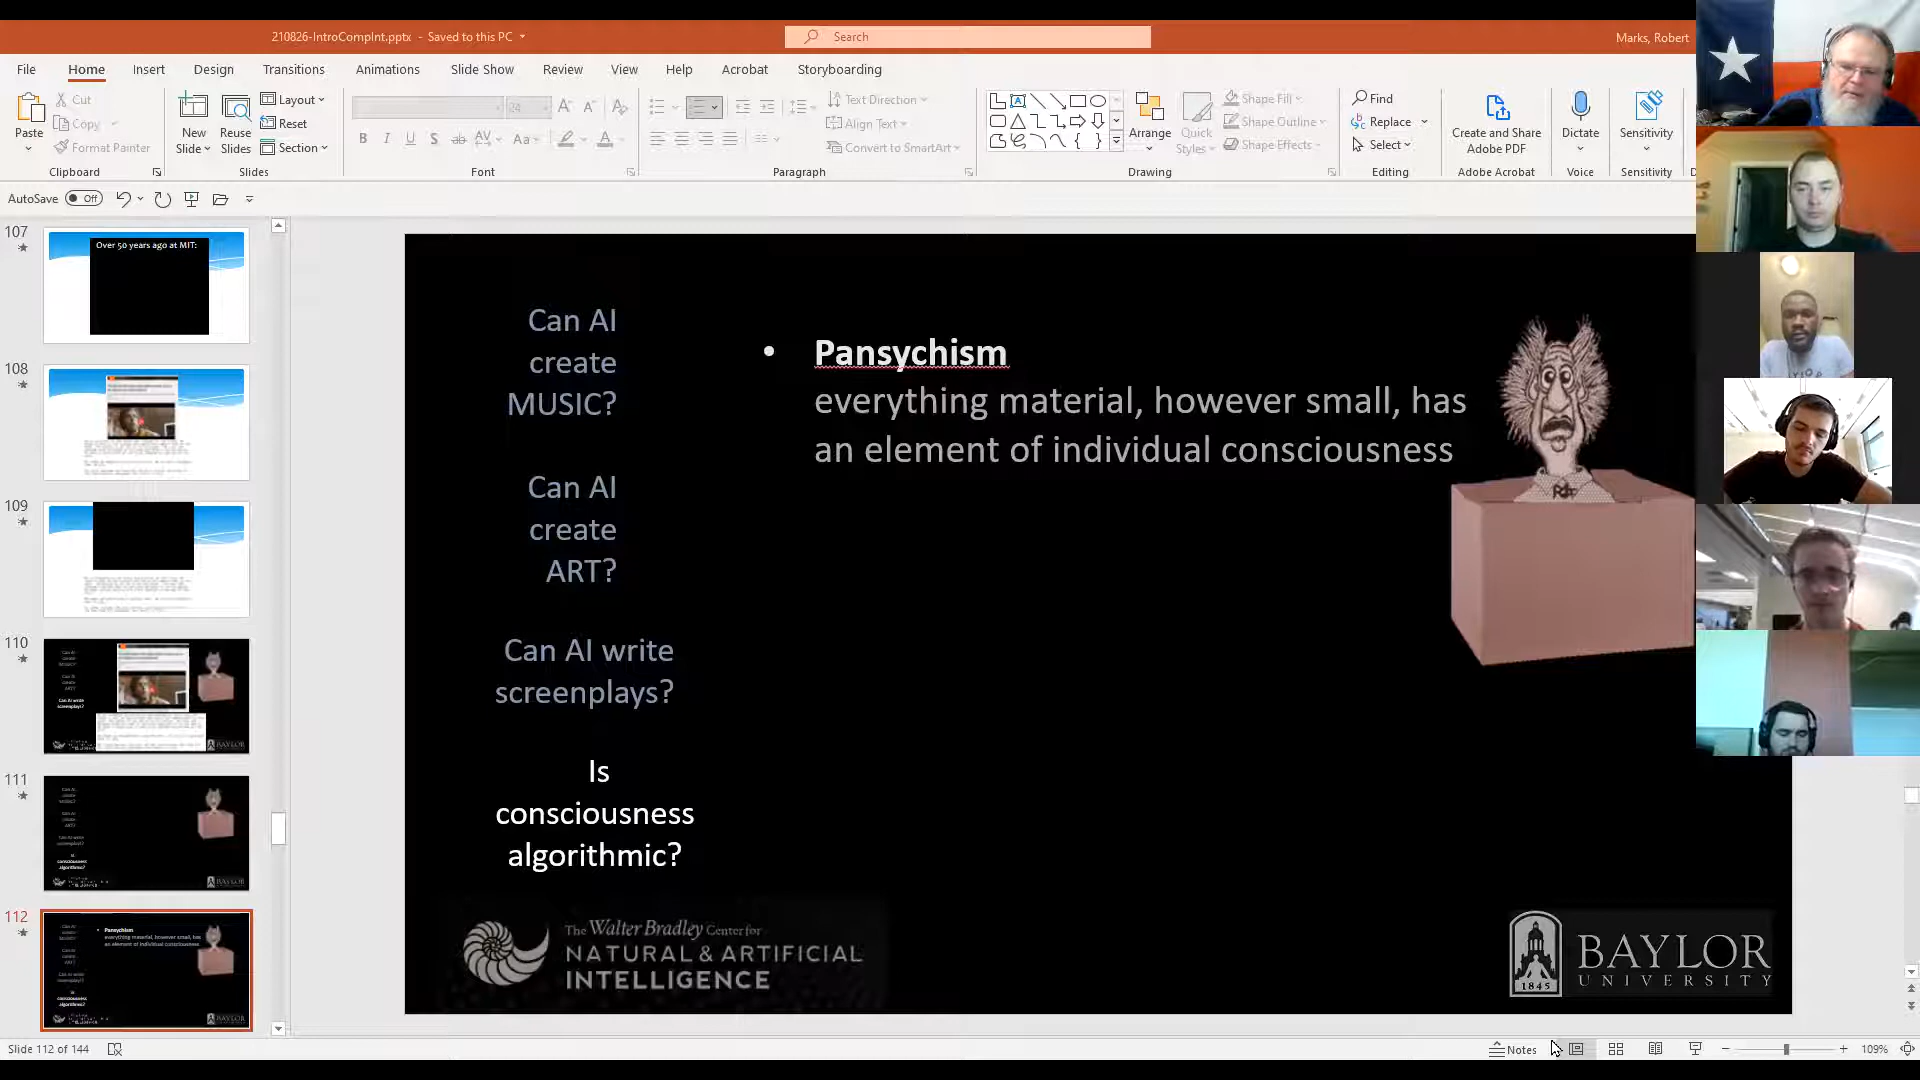 210826-IntroCompInt.pptx - Saved to this PC
Search
Marks, Robert
File Home Insert Design Transitions Animations Slide Show Review View Help Acrobat Storyboarding
Paste
Cut
Copy
Format Painter
Clipboard
New Slide
Reuse Slides
Layout
Reset
Section
Slides
24
Font
Text Direction
Align Text
Convert to SmartArt
Paragraph
Arrange
Quick Styles
Shape Fill
Shape Outline
Shape Effects
Drawing
Find
Replace
Select
Editing
Create and Share Adobe PDF
Adobe Acrobat
Dictate
Voice
Sensitivity
Sensitivity
AutoSave Off
107
Over 50 years ago at MIT:
108
109
110
111
112
Can AI
create
MUSIC?
Can AI
create
ART?
Can AI write
screenplays?
Is
consciousness
algorithmic?
• Pansychism
everything material, however small, has
an element of individual consciousness
The Walter Bradley Center for
NATURAL & ARTIFICIAL
INTELLIGENCE
BAYLOR
UNIVERSITY
1845
Slide 112 of 144
Notes
109%